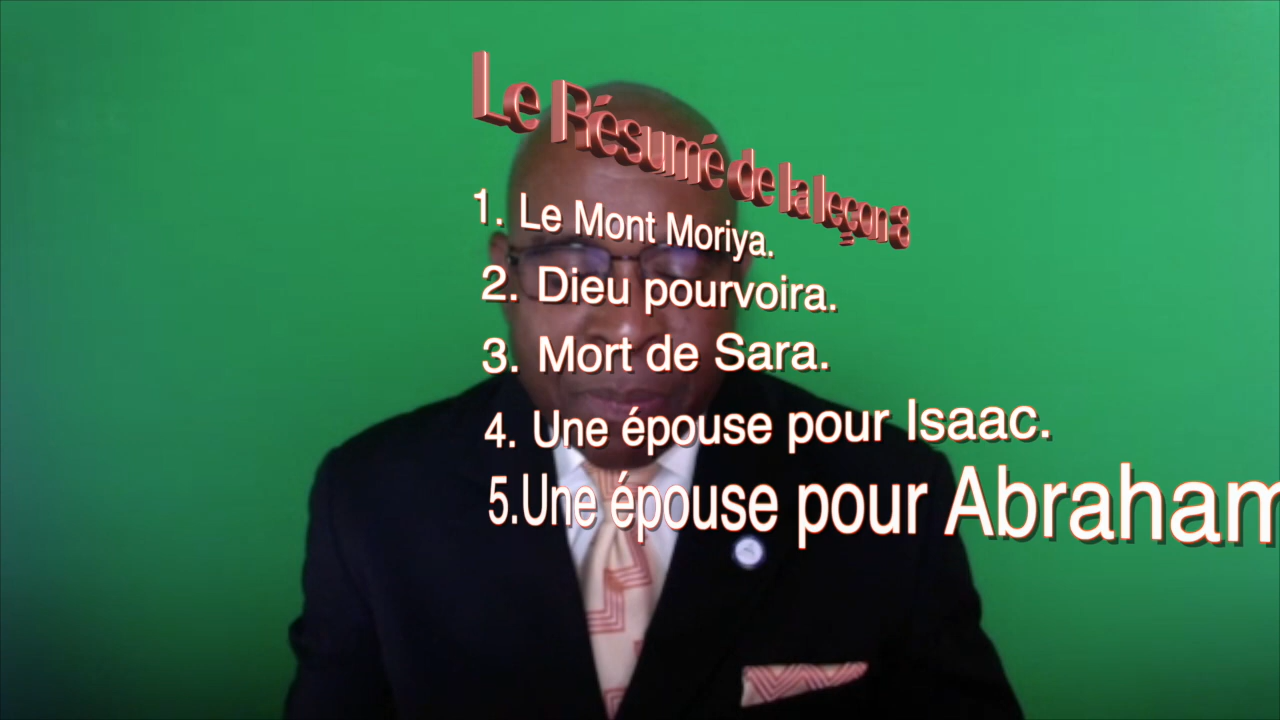 Le Résumé de la leçon 8
1. Le Mont Moriya.
2. Dieu pourvoira.
3. Mort de Sara.
4. Une épouse pour Isaac.
5.Une épouse pour Abraham